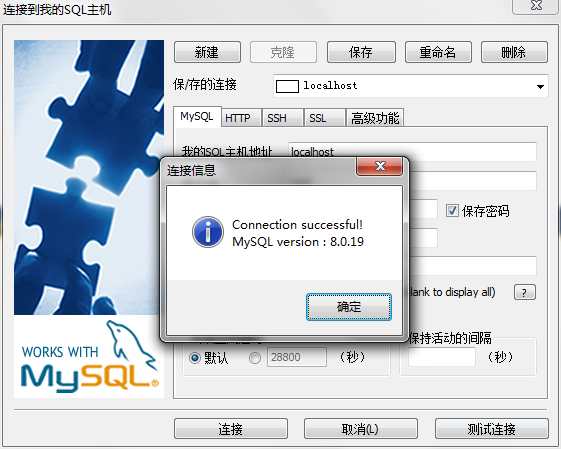 连接到我的SQL主机
新建
克隆
保存
重命名
删除
保/存的连接
localhost
MySQL
HTTP
SSH
SSL
高级功能
我的SQL主机地址
localhost
连接信息
保存密码
Connection successful!
MySQL version : 8.0.19
lank to display all)
?
确定
保持活动的间隔
默认
28800
(秒)
(秒)
WORKS WITH
MySQL®
连接
取消(L)
测试连接